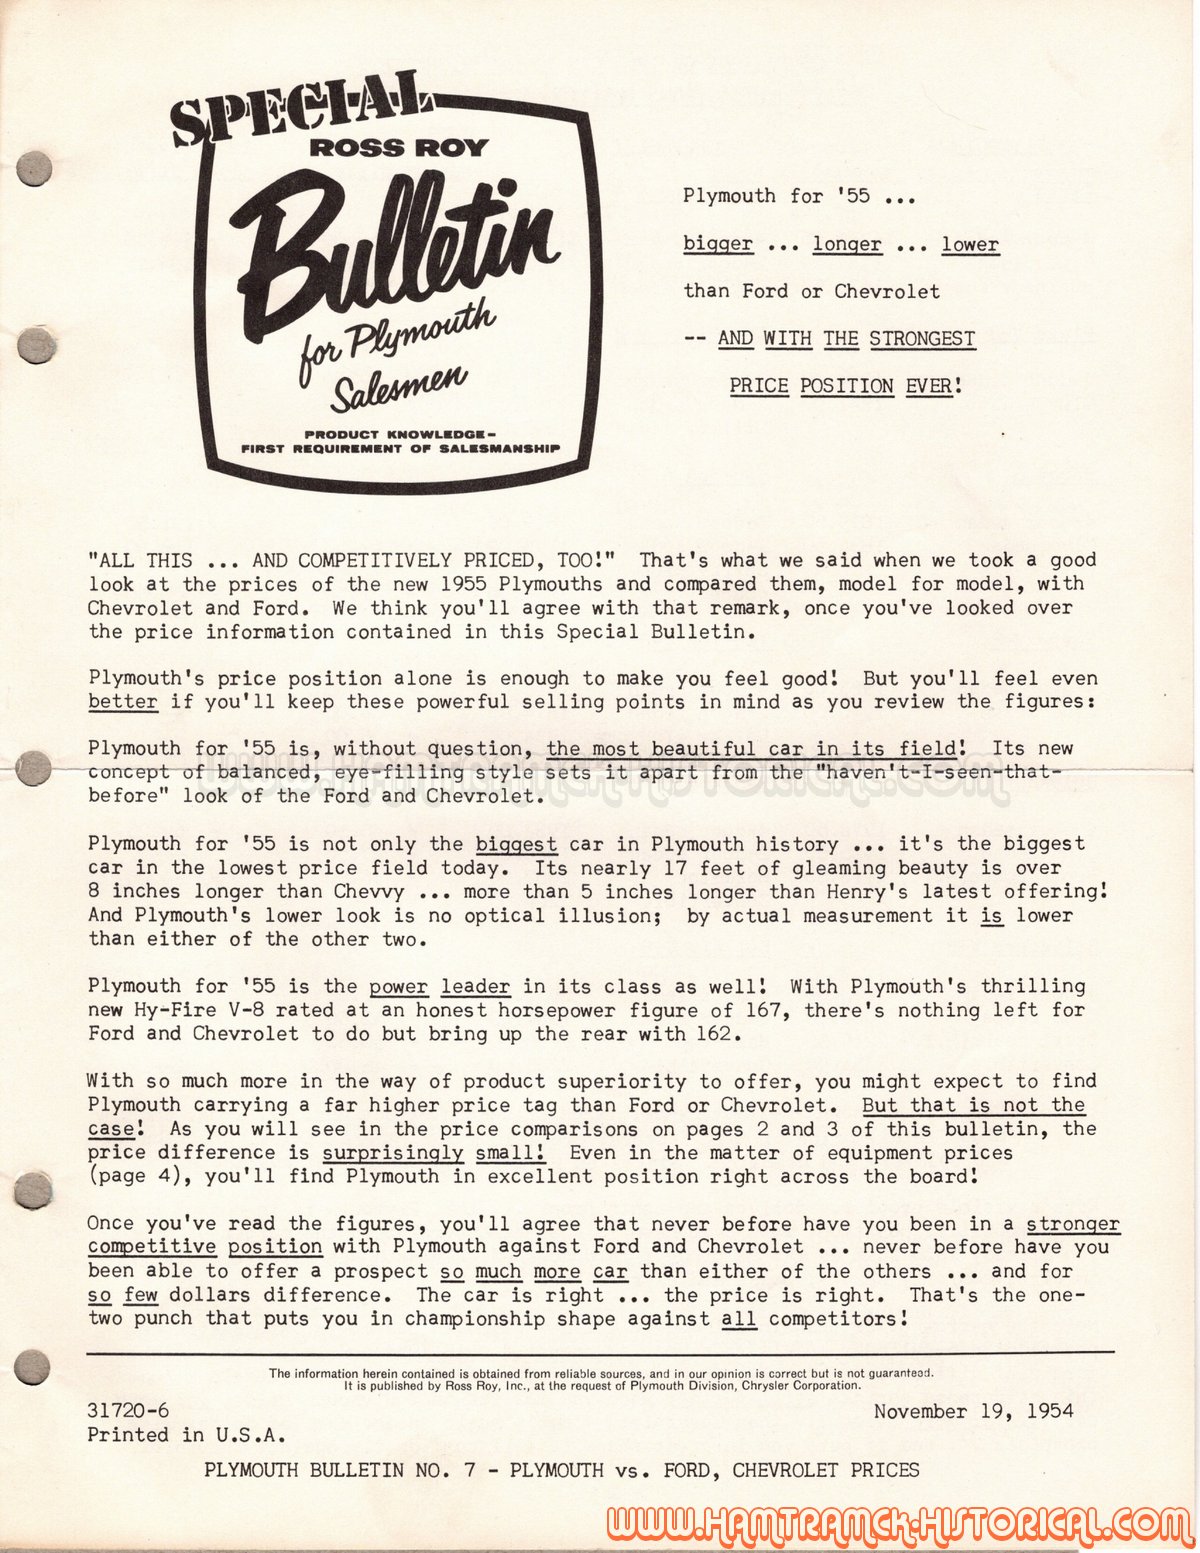 SPECIAL
ROSS ROY
Bulletin
for Plymouth
Salesmen
PRODUCT KNOWLEDGE—
FIRST REQUIREMENT OF SALESMANSHIP
Plymouth for '55 ...
bigger ... longer ... lower
than Ford or Chevrolet
-- AND WITH THE STRONGEST
PRICE POSITION EVER!
"ALL THIS ... AND COMPETITIVELY PRICED, TOO!" That's what we said when we took a good
look at the prices of the new 1955 Plymouths and compared them, model for model, with
Chevrolet and Ford. We think you'll agree with that remark, once you've looked over
the price information contained in this Special Bulletin.
Plymouth's price position alone is enough to make you feel good! But you'll feel even
better if you'll keep these powerful selling points in mind as you review the figures:
Plymouth for '55 is, without question, the most beautiful car in its field! Its new
concept of balanced, eye-filling style sets it apart from the "haven't-I-seen-that-
before" look of the Ford and Chevrolet.
WWW.HAMTRAMCK-HISTORICAL.COM
Plymouth for '55 is not only the biggest car in Plymouth history ... it's the biggest
car in the lowest price field today. Its nearly 17 feet of gleaming beauty is over
8 inches longer than Chevvy ... more than 5 inches longer than Henry's latest offering!
And Plymouth's lower look is no optical illusion; by actual measurement it is lower
than either of the other two.
Plymouth for '55 is the power leader in its class as well! With Plymouth's thrilling
new Hy-Fire V-8 rated at an honest horsepower figure of 167, there's nothing left for
Ford and Chevrolet to do but bring up the rear with 162.
With so much more in the way of product superiority to offer, you might expect to find
Plymouth carrying a far higher price tag than Ford or Chevrolet. But that is not the
case! As you will see in the price comparisons on pages 2 and 3 of this bulletin, the
price difference is surprisingly small! Even in the matter of equipment prices
(page 4), you'll find Plymouth in excellent position right across the board!
Once you've read the figures, you'll agree that never before have you been in a stronger
competitive position with Plymouth against Ford and Chevrolet ... never before have you
been able to offer a prospect so much more car than either of the others ... and for
so few dollars difference. The car is right ... the price is right. That's the one-
two punch that puts you in championship shape against all competitors!
The information herein contained is obtained from reliable sources, and in our opinion is correct but is not guaranteed.
It is published by Ross Roy, Inc., at the request of Plymouth Division, Chrysler Corporation.
31720-6
November 19, 1954
Printed in U.S.A.
PLYMOUTH BULLETIN NO. 7 - PLYMOUTH vs. FORD, CHEVROLET PRICES
WWW.HAMTRAMCK-HISTORICAL.COM